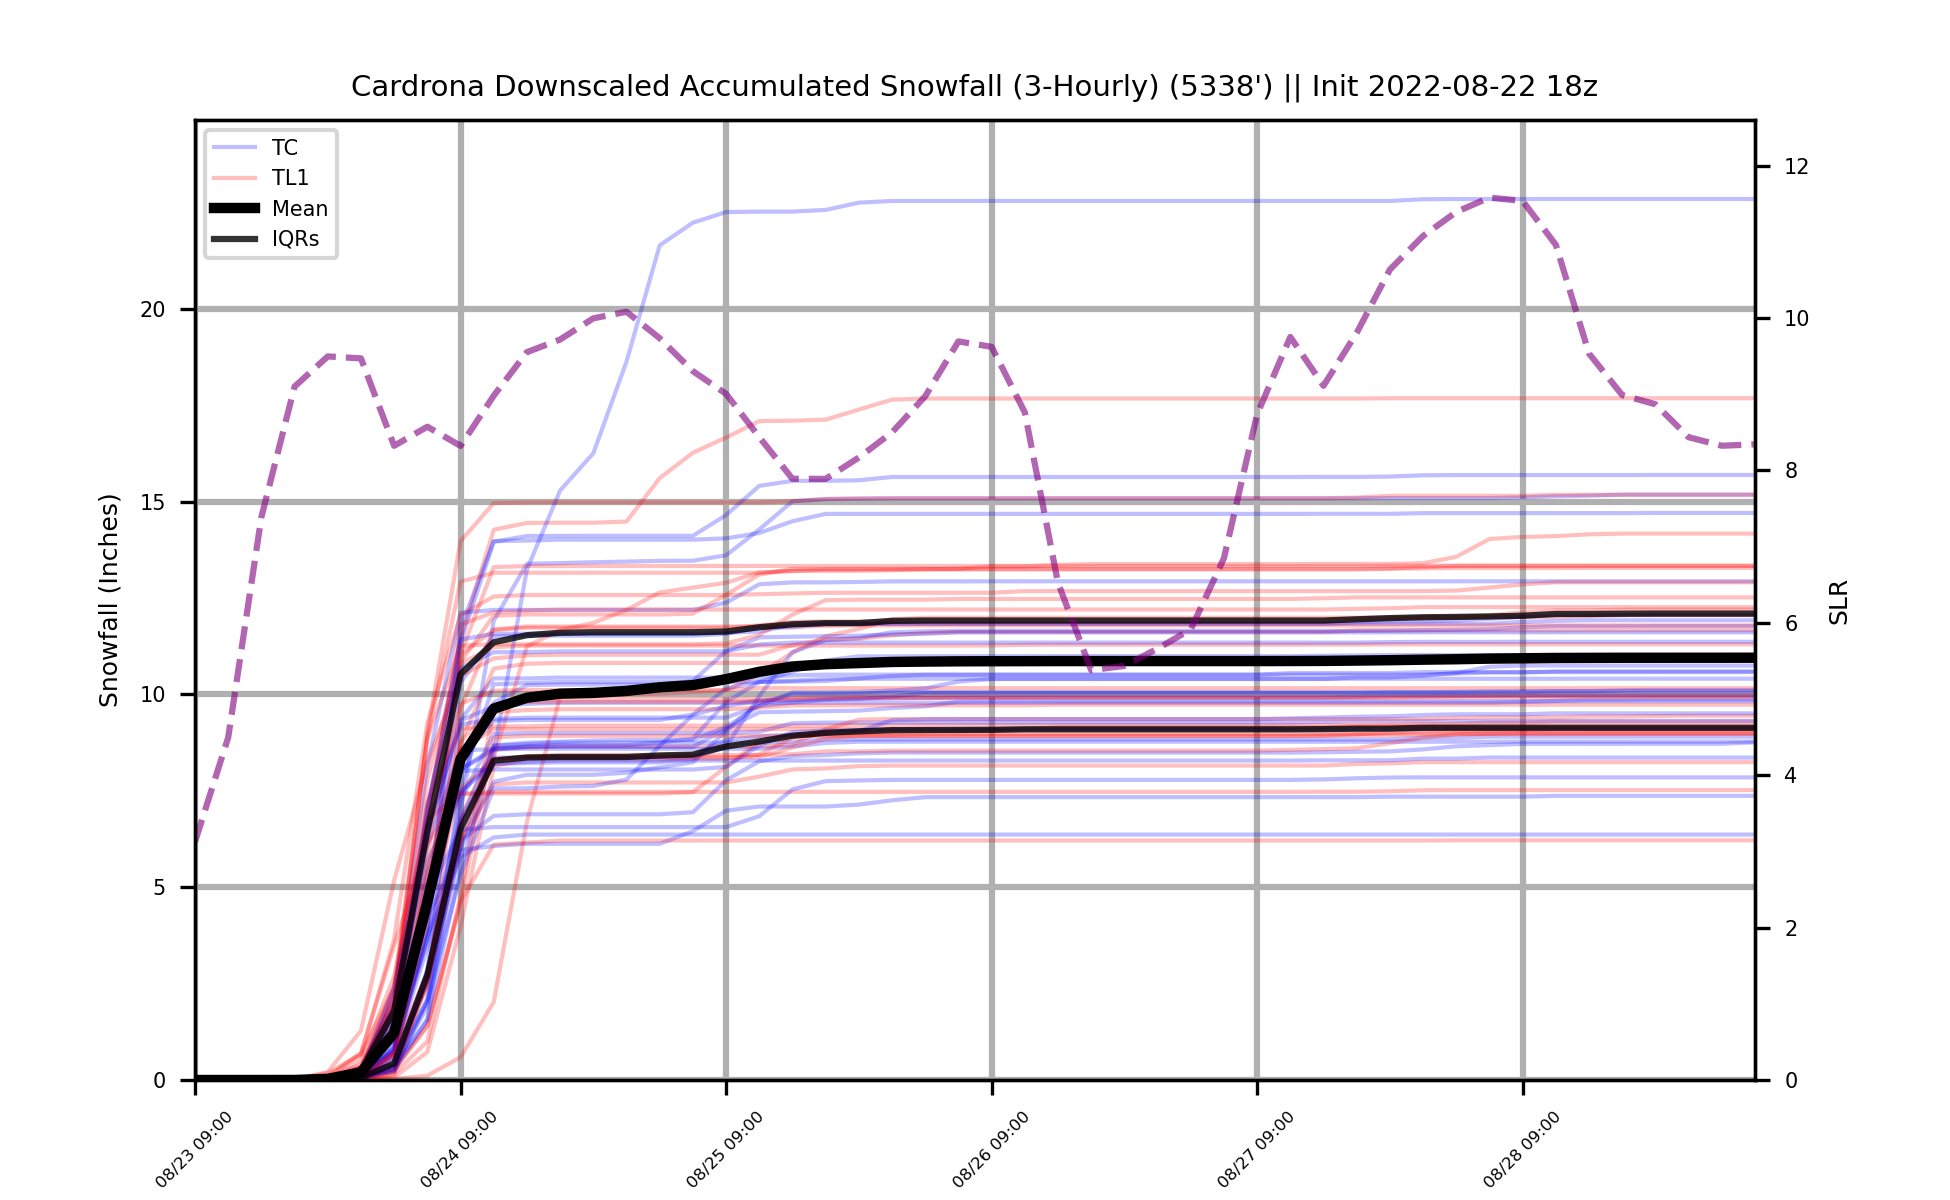 Cardrona Downscaled Accumulated Snowfall (3-Hourly) (5338') || Init 2022-08-22 18z
TC
TL1
Mean
IQRs
Snowfall (Inches)
20
15
10
5
0
12
10
8
6
4
2
0
SLR
08/23 09:00
08/24 09:00
08/25 09:00
08/26 09:00
08/27 09:00
08/28 09:00